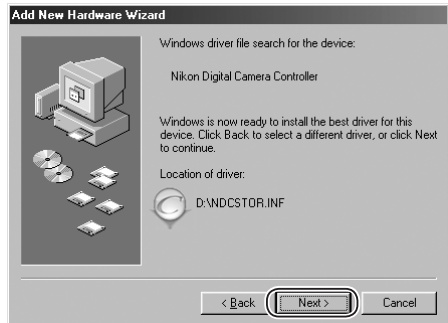 Add New Hardware Wizard
Windows driver file search for the device:
Nikon Digital Camera Controller
Windows is now ready to install the best driver for this
device. Click Back to select a different driver, or click Next
to continue.
Location of driver:
D:\NDCSTOR.INF
< Back Next > Cancel